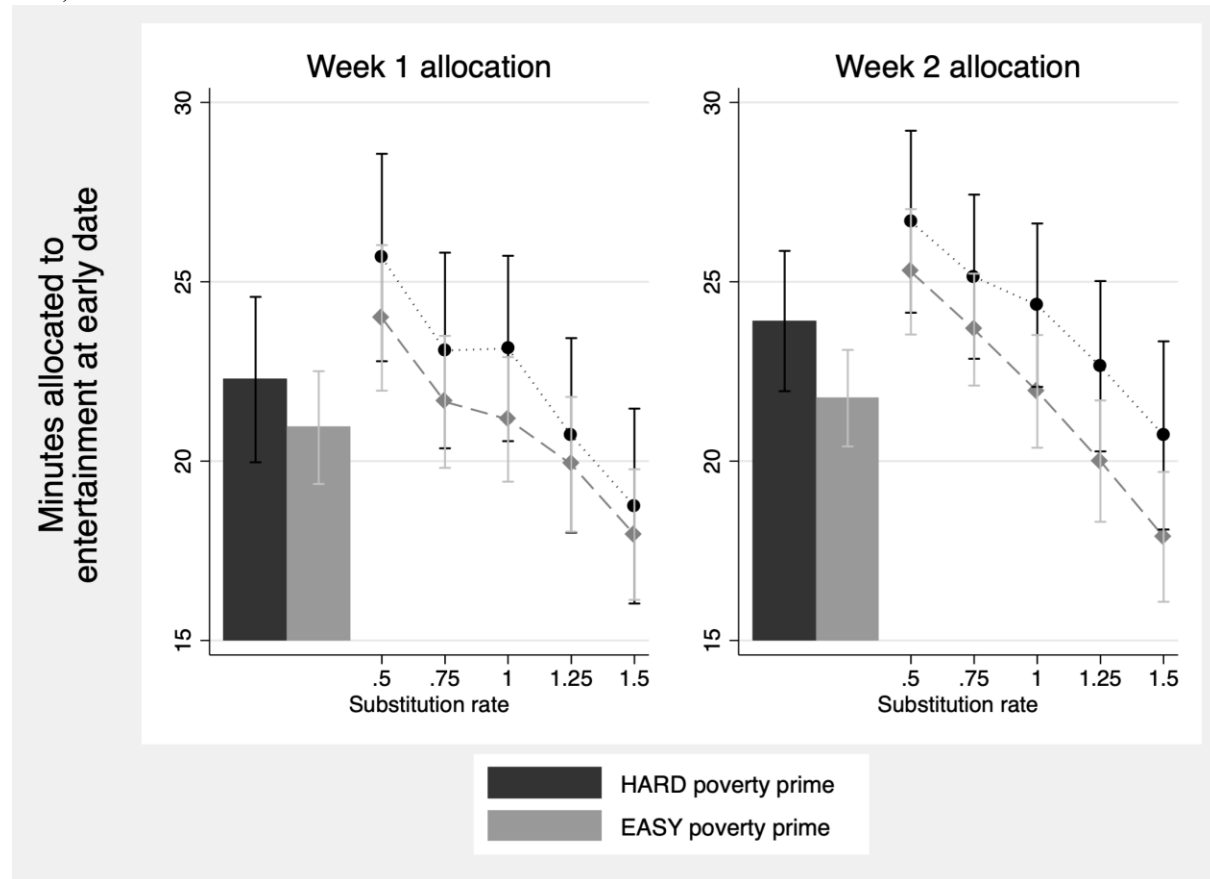 Week 1 allocation
Week 2 allocation
Minutes allocated to
entertainment at early date
30
25
20
15
.5 .75 1 1.25 1.5
Substitution rate
30
25
20
15
.5 .75 1 1.25 1.5
Substitution rate
HARD poverty prime
EASY poverty prime